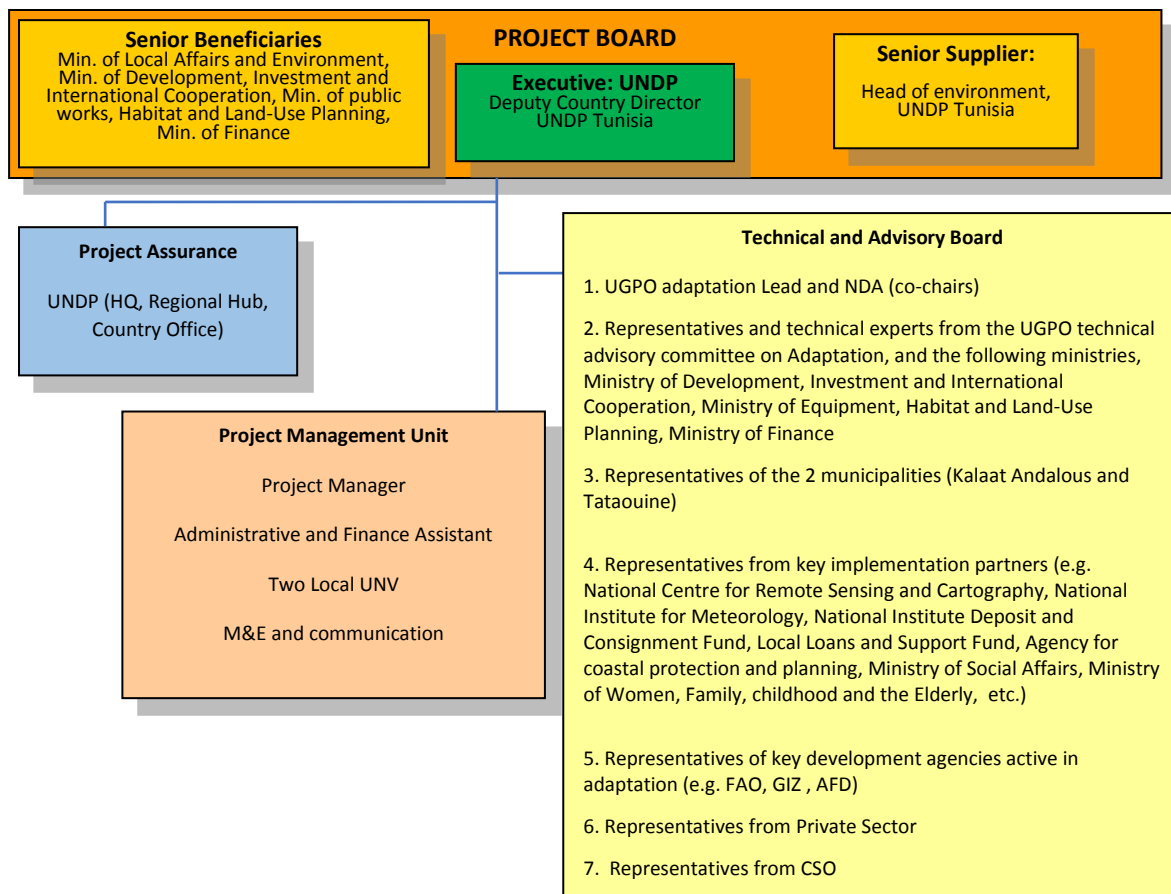 PROJECT BOARD
Senior Beneficiaries
Min. of Local Affairs and Environment,
Min. of Development, Investment and
International Cooperation, Min. of public
works, Habitat and Land-Use Planning,
Min. of Finance
Executive: UNDP
Deputy Country Director
UNDP Tunisia
Senior Supplier:
Head of environment,
UNDP Tunisia
Project Assurance
UNDP (HQ, Regional Hub,
Country Office)
Project Management Unit
Project Manager
Administrative and Finance Assistant
Two Local UNV
M&E and communication
Technical and Advisory Board
1. UGPO adaptation Lead and NDA (co-chairs)
2. Representatives and technical experts from the UGPO technical
advisory committee on Adaptation, and the following ministries,
Ministry of Development, Investment and International
Cooperation, Ministry of Equipment, Habitat and Land-Use
Planning, Ministry of Finance
3. Representatives of the 2 municipalities (Kalaat Andalous and
Tataouine)
4. Representatives from key implementation partners (e.g.
National Centre for Remote Sensing and Cartography, National
Institute for Meteorology, National Institute Deposit and
Consignment Fund, Local Loans and Support Fund, Agency for
coastal protection and planning, Ministry of Social Affairs, Ministry
of Women, Family, childhood and the Elderly, etc.)
5. Representatives of key development agencies active in
adaptation (e.g. FAO, GIZ , AFD)
6. Representatives from Private Sector
7. Representatives from CSO